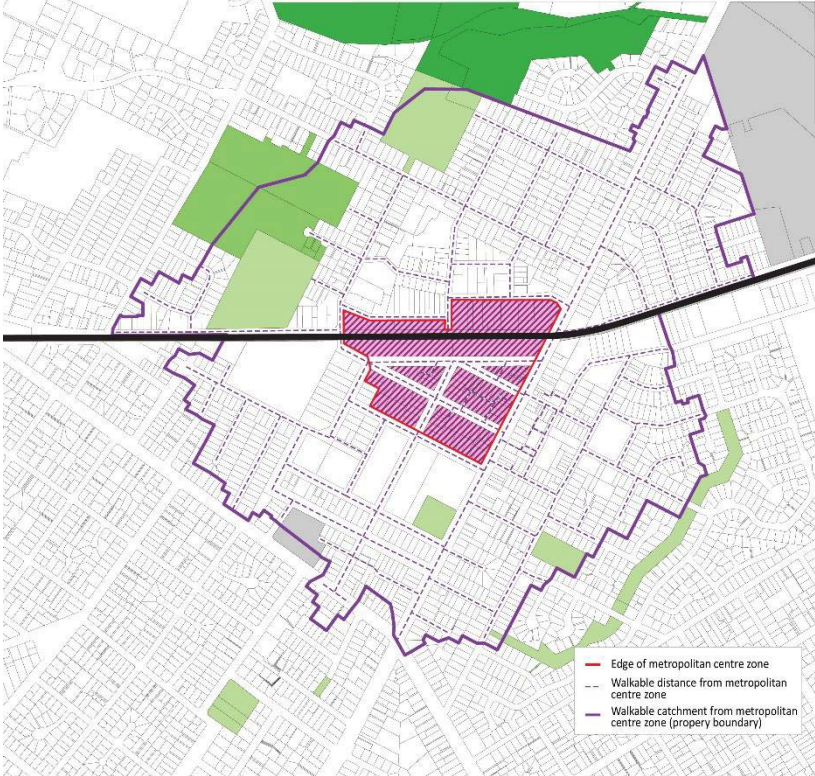 Edge of metropolitan centre zone
Walkable distance from metropolitan
centre zone
Walkable catchment from metropolitan
centre zone (propery boundary)